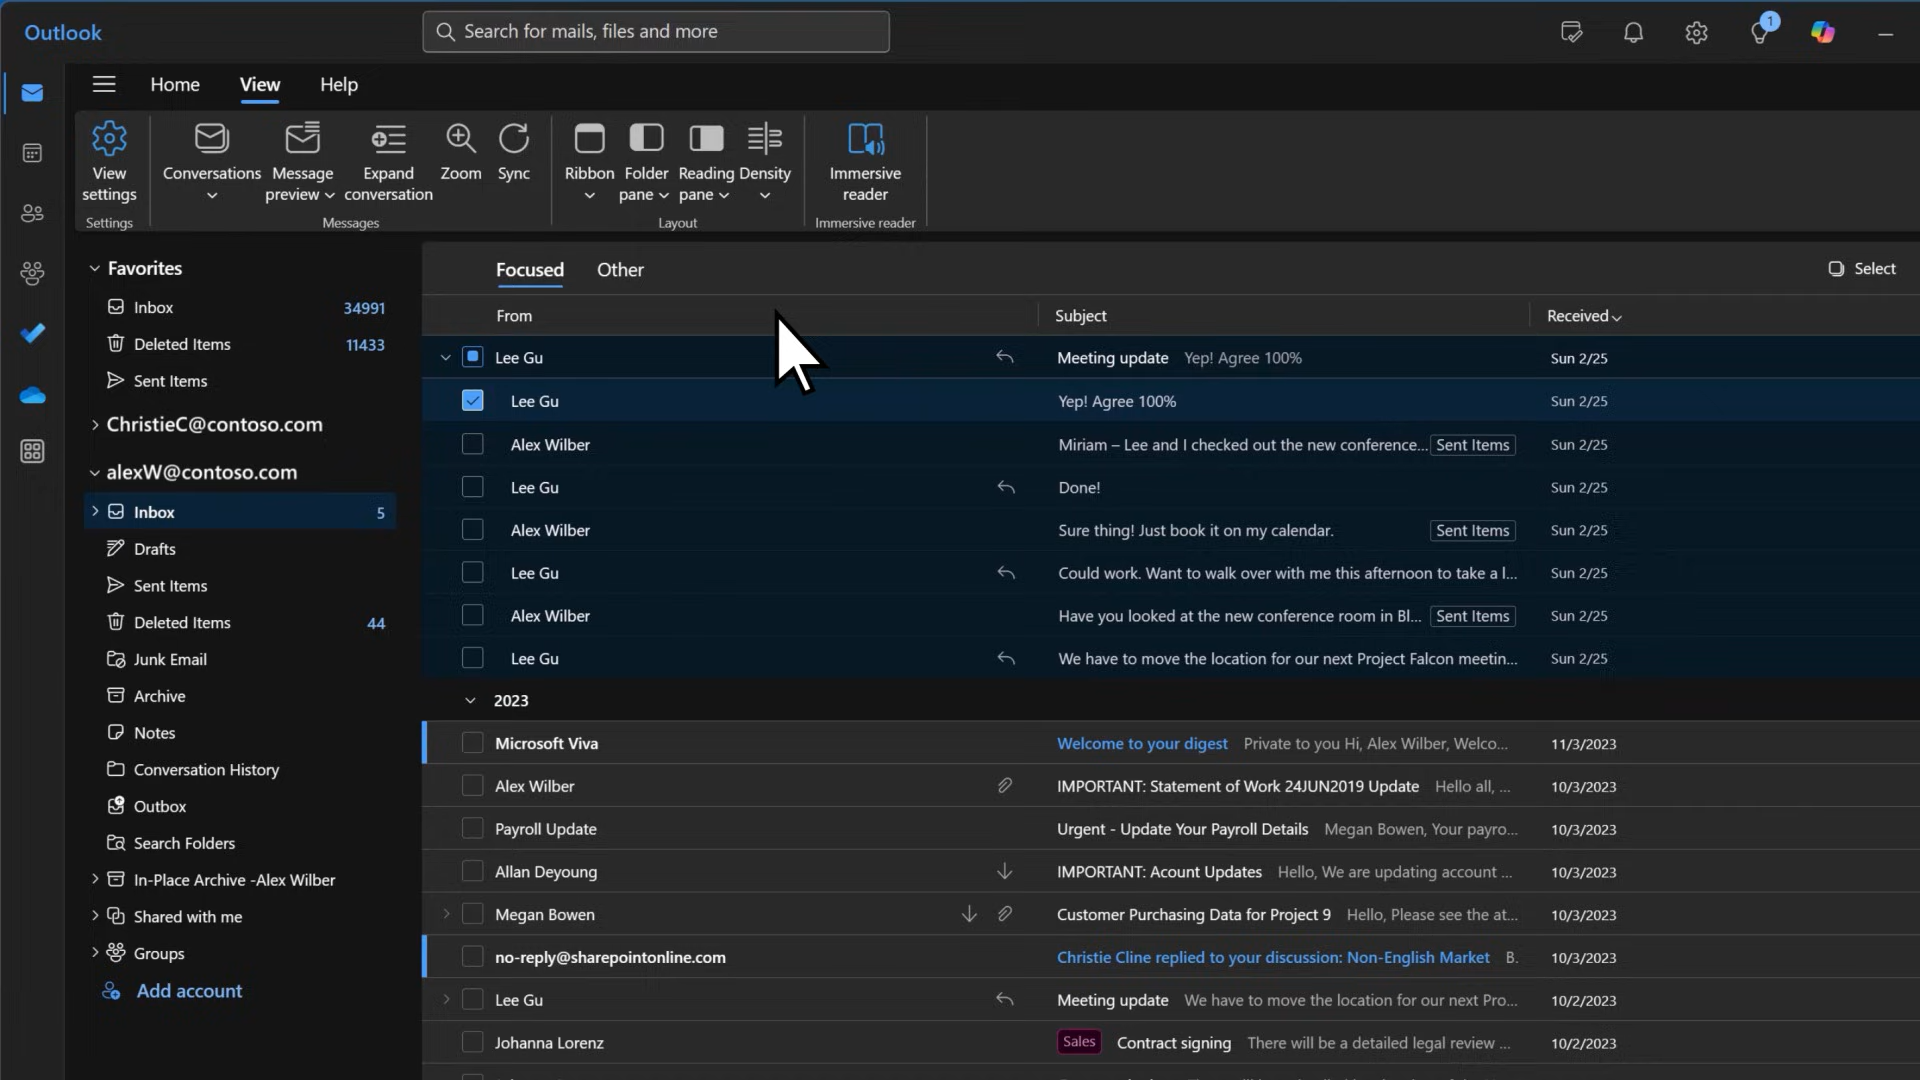 Outlook
Search for mails, files and more
1
Home View Help
View settings
Conversations
Message preview
Expand conversation
Zoom
Sync
Ribbon
Folder pane
Reading pane
Density
Immersive reader
Settings
Messages
Layout
Immersive reader
Favorites
Inbox 34991
Deleted Items 11433
Sent Items
ChristieC@contoso.com
alexW@contoso.com
Inbox 5
Drafts
Sent Items
Deleted Items 44
Junk Email
Archive
Notes
Conversation History
Outbox
Search Folders
In-Place Archive -Alex Wilber
Shared with me
Groups
Add account
Focused Other Select
From Subject Received
Lee Gu Meeting update Yep! Agree 100% Sun 2/25
Lee Gu Yep! Agree 100% Sun 2/25
Alex Wilber Miriam – Lee and I checked out the new conference... Sent Items Sun 2/25
Lee Gu Done! Sun 2/25
Alex Wilber Sure thing! Just book it on my calendar. Sent Items Sun 2/25
Lee Gu Could work. Want to walk over with me this afternoon to take a l... Sun 2/25
Alex Wilber Have you looked at the new conference room in Bl... Sent Items Sun 2/25
Lee Gu We have to move the location for our next Project Falcon meetin... Sun 2/25
2023
Microsoft Viva Welcome to your digest Private to you Hi, Alex Wilber, Welco... 11/3/2023
Alex Wilber IMPORTANT: Statement of Work 24JUN2019 Update Hello all, ... 10/3/2023
Payroll Update Urgent - Update Your Payroll Details Megan Bowen, Your payro... 10/3/2023
Allan Deyoung IMPORTANT: Acount Updates Hello, We are updating account ... 10/3/2023
Megan Bowen Customer Purchasing Data for Project 9 Hello, Please see the at... 10/3/2023
no-reply@sharepointonline.com Christie Cline replied to your discussion: Non-English Market B. 10/3/2023
Lee Gu Meeting update We have to move the location for our next Pro... 10/2/2023
Johanna Lorenz Sales Contract signing There will be a detailed legal review ... 10/2/2023